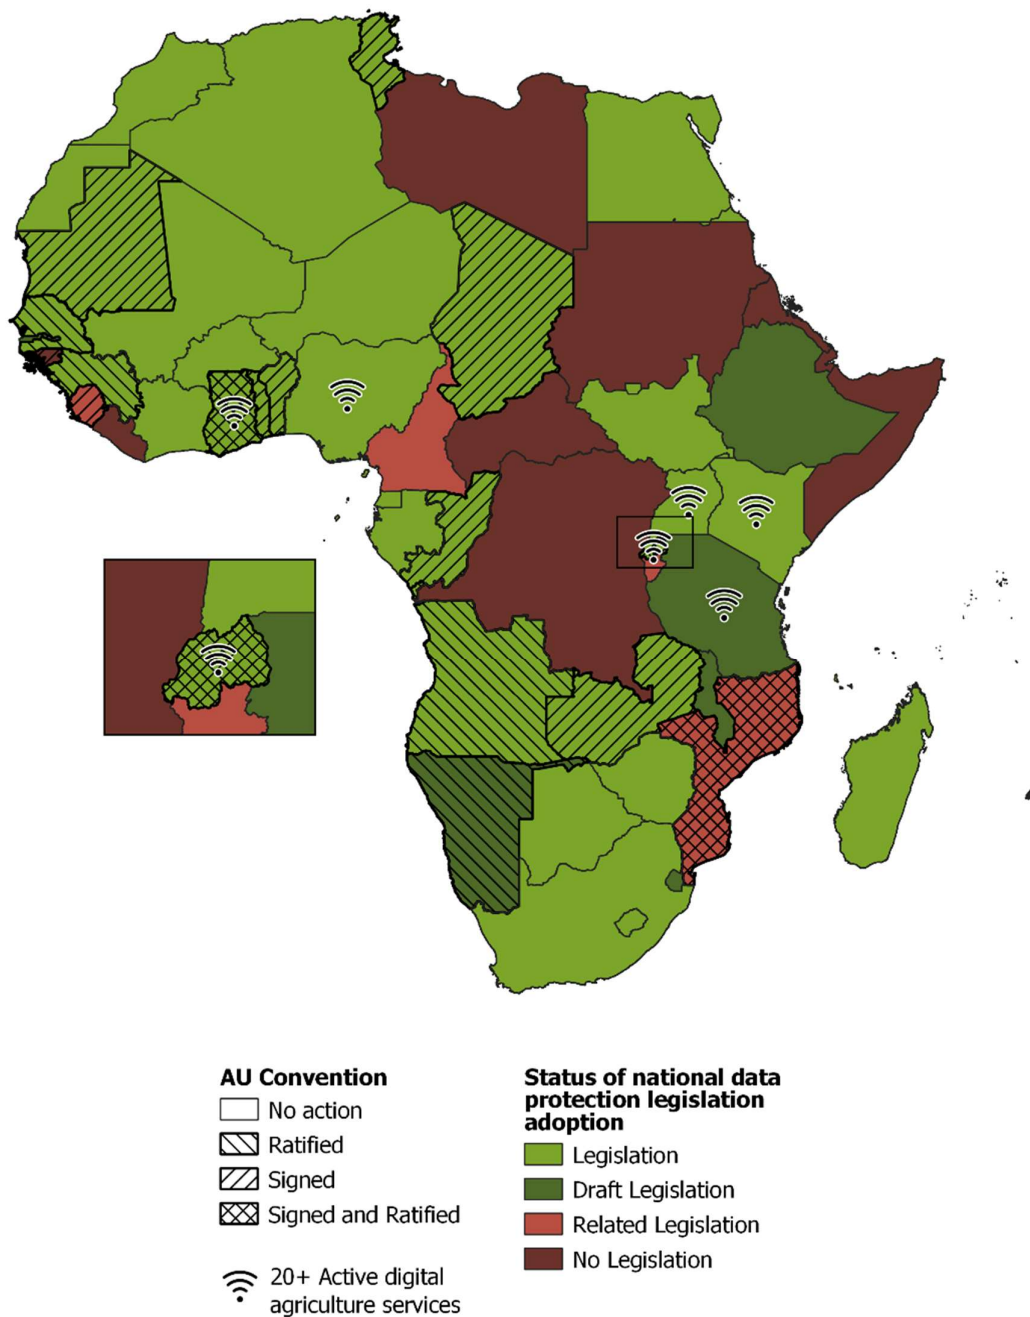 AU Convention
No action
Ratified
Signed
Signed and Ratified
20+ Active digital
agriculture services
Status of national data
protection legislation
adoption
Legislation
Draft Legislation
Related Legislation
No Legislation